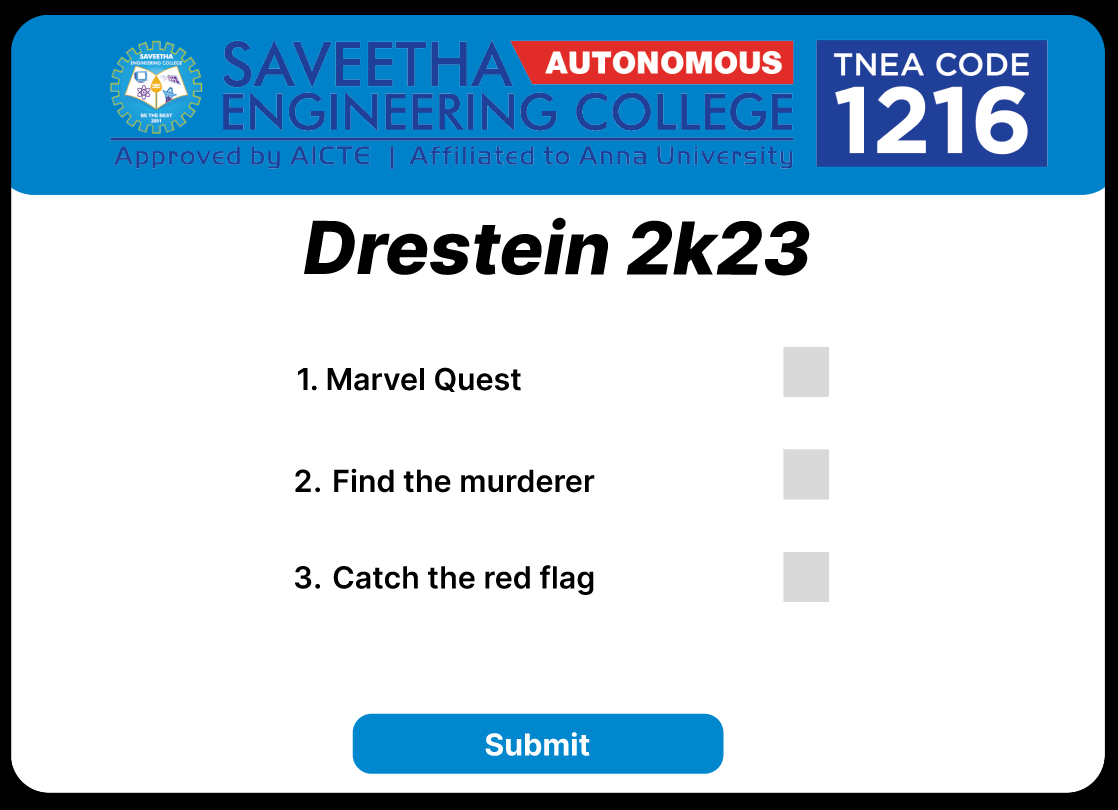 SAVEETHA
ENGINEERING COLLEGE
BE THE BEST
2001
SAVEETHA AUTONOMOUS
ENGINEERING COLLEGE
Approved by AICTE | Affiliated to Anna University
TNEA CODE
1216
Drestein 2k23
1. Marvel Quest
2. Find the murderer
3. Catch the red flag
Submit